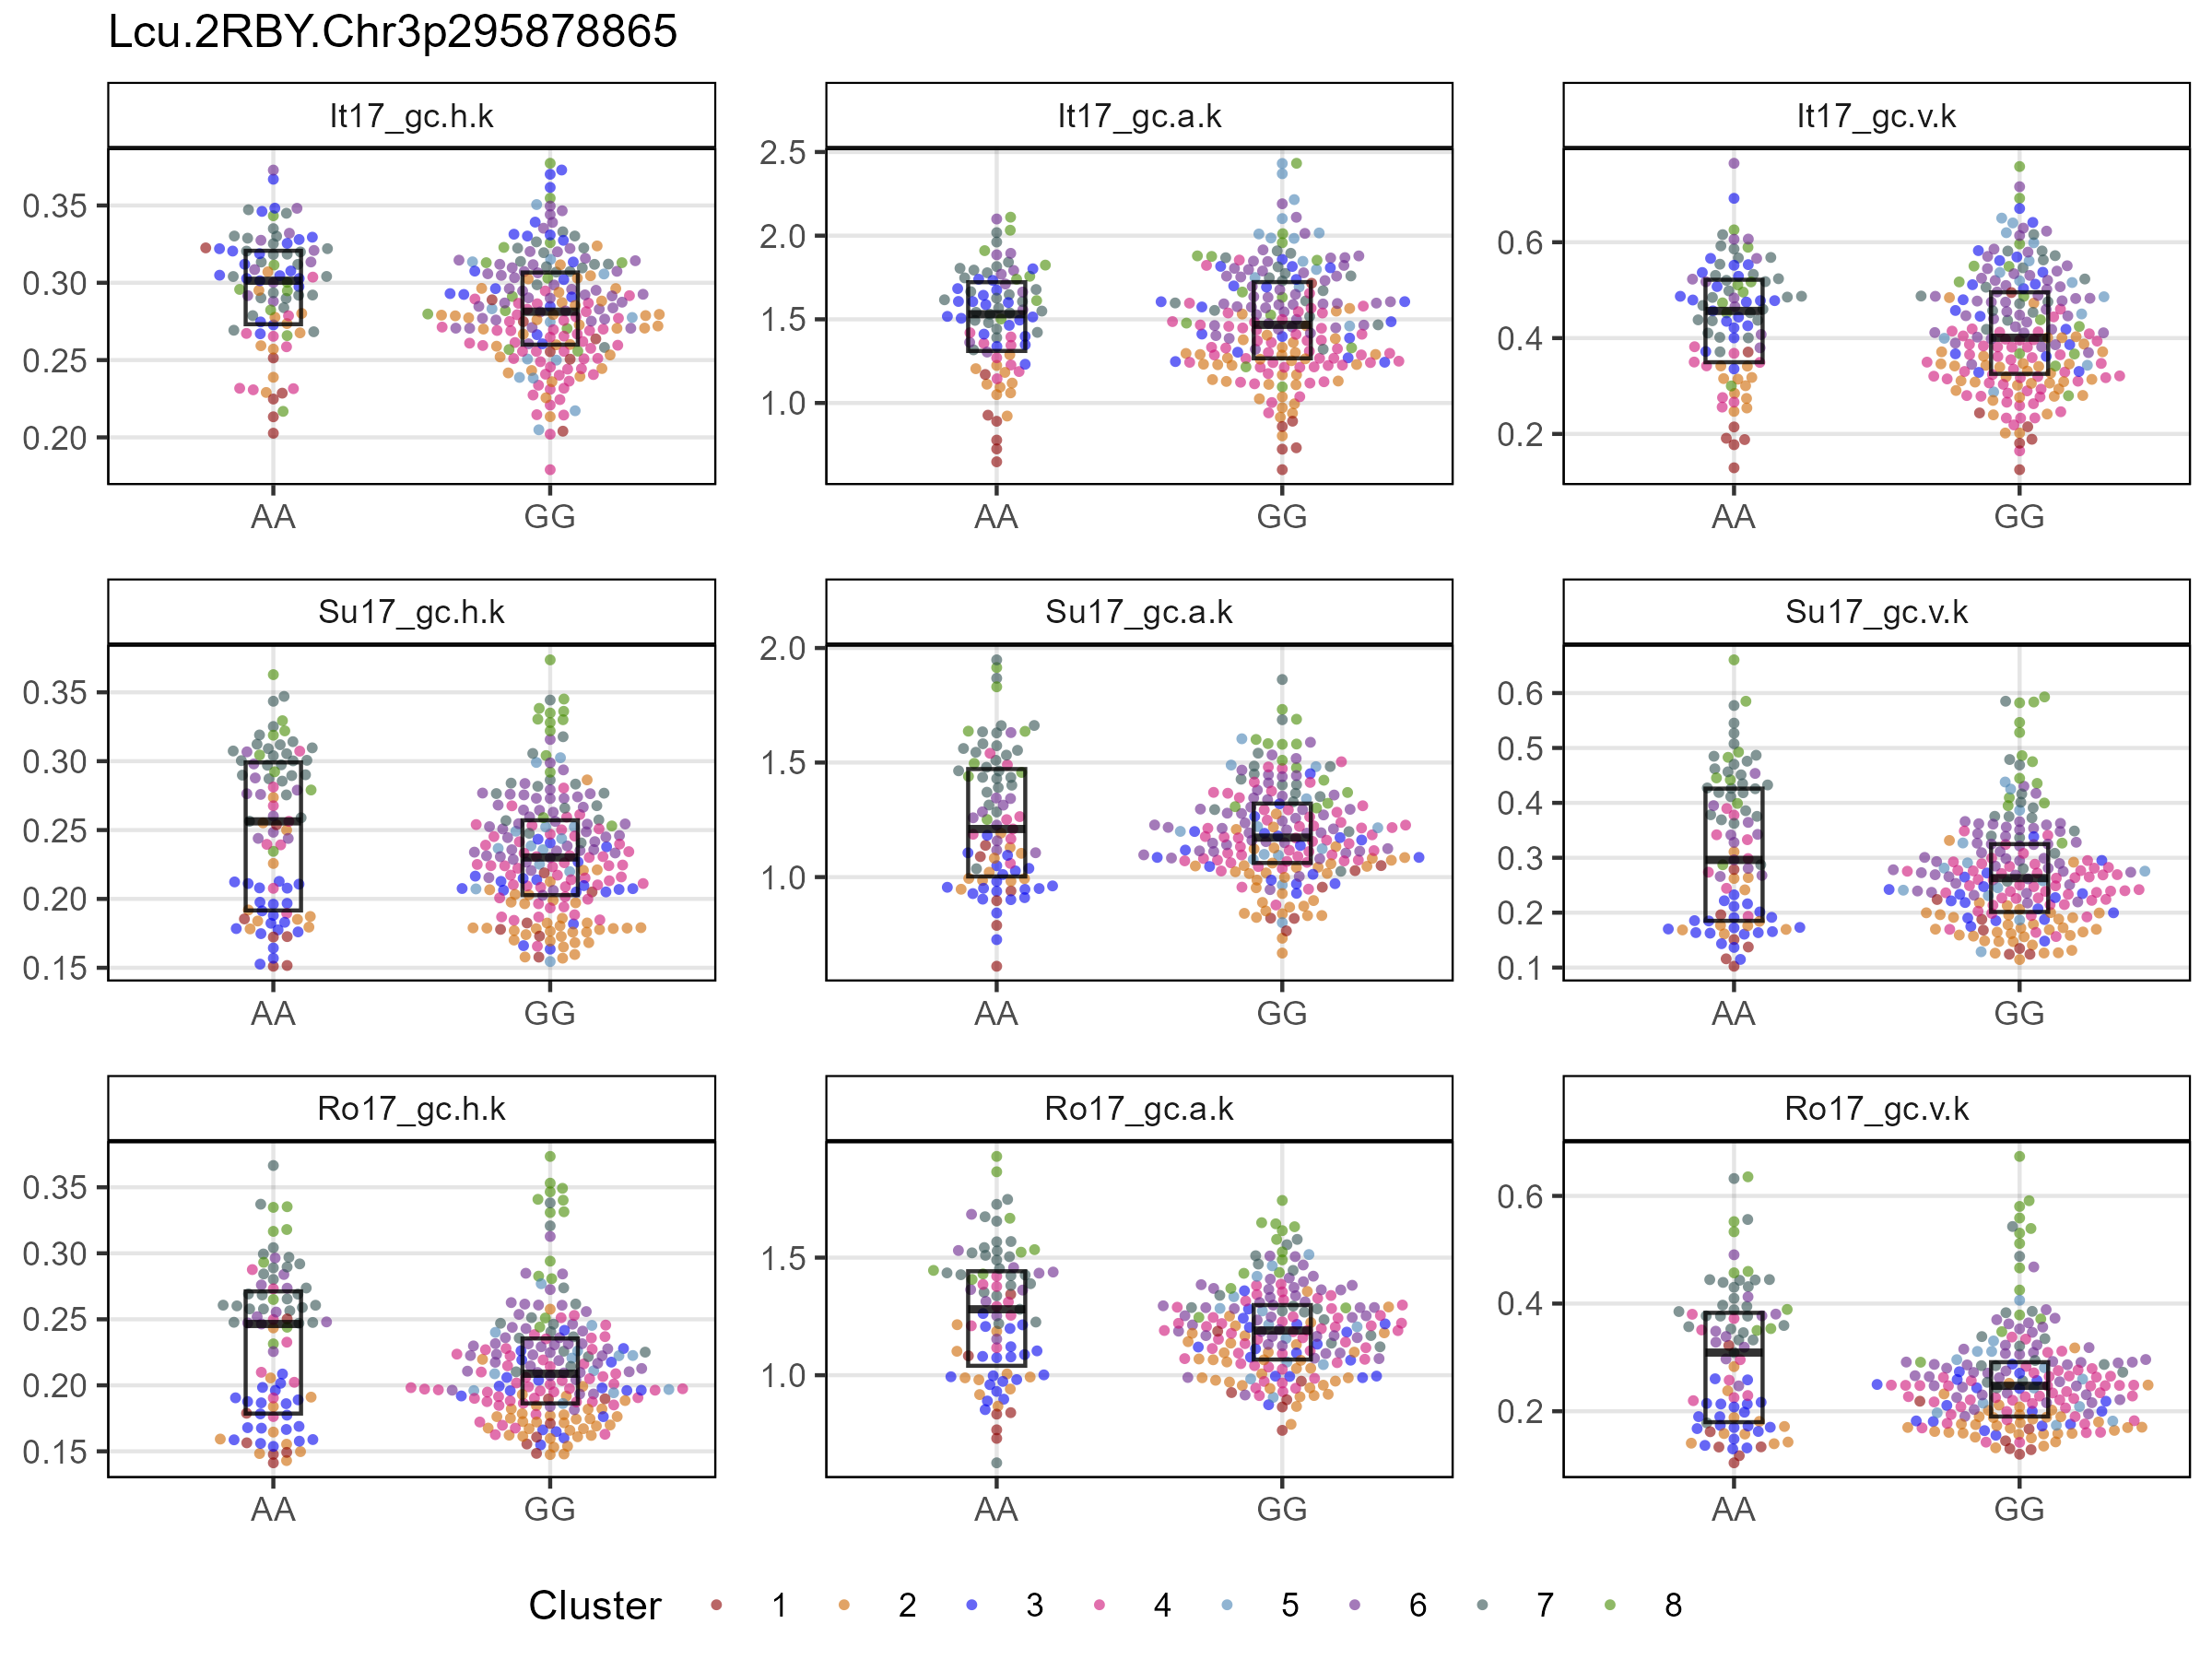 Lcu.2RBY.Chr3p295878865
It17_gc.h.k
It17_gc.a.k
It17_gc.v.k
0.35
0.30
0.25
0.20
AA
GG
2.5
2.0
1.5
1.0
AA
GG
0.6
0.4
0.2
AA
GG
Su17_gc.h.k
Su17_gc.a.k
Su17_gc.v.k
0.35
0.30
0.25
0.20
0.15
AA
GG
2.0
1.5
1.0
AA
GG
0.6
0.5
0.4
0.3
0.2
0.1
AA
GG
Ro17_gc.h.k
Ro17_gc.a.k
Ro17_gc.v.k
0.35
0.30
0.25
0.20
0.15
AA
GG
1.5
1.0
AA
GG
0.6
0.4
0.2
AA
GG
Cluster 1 2 3 4 5 6 7 8